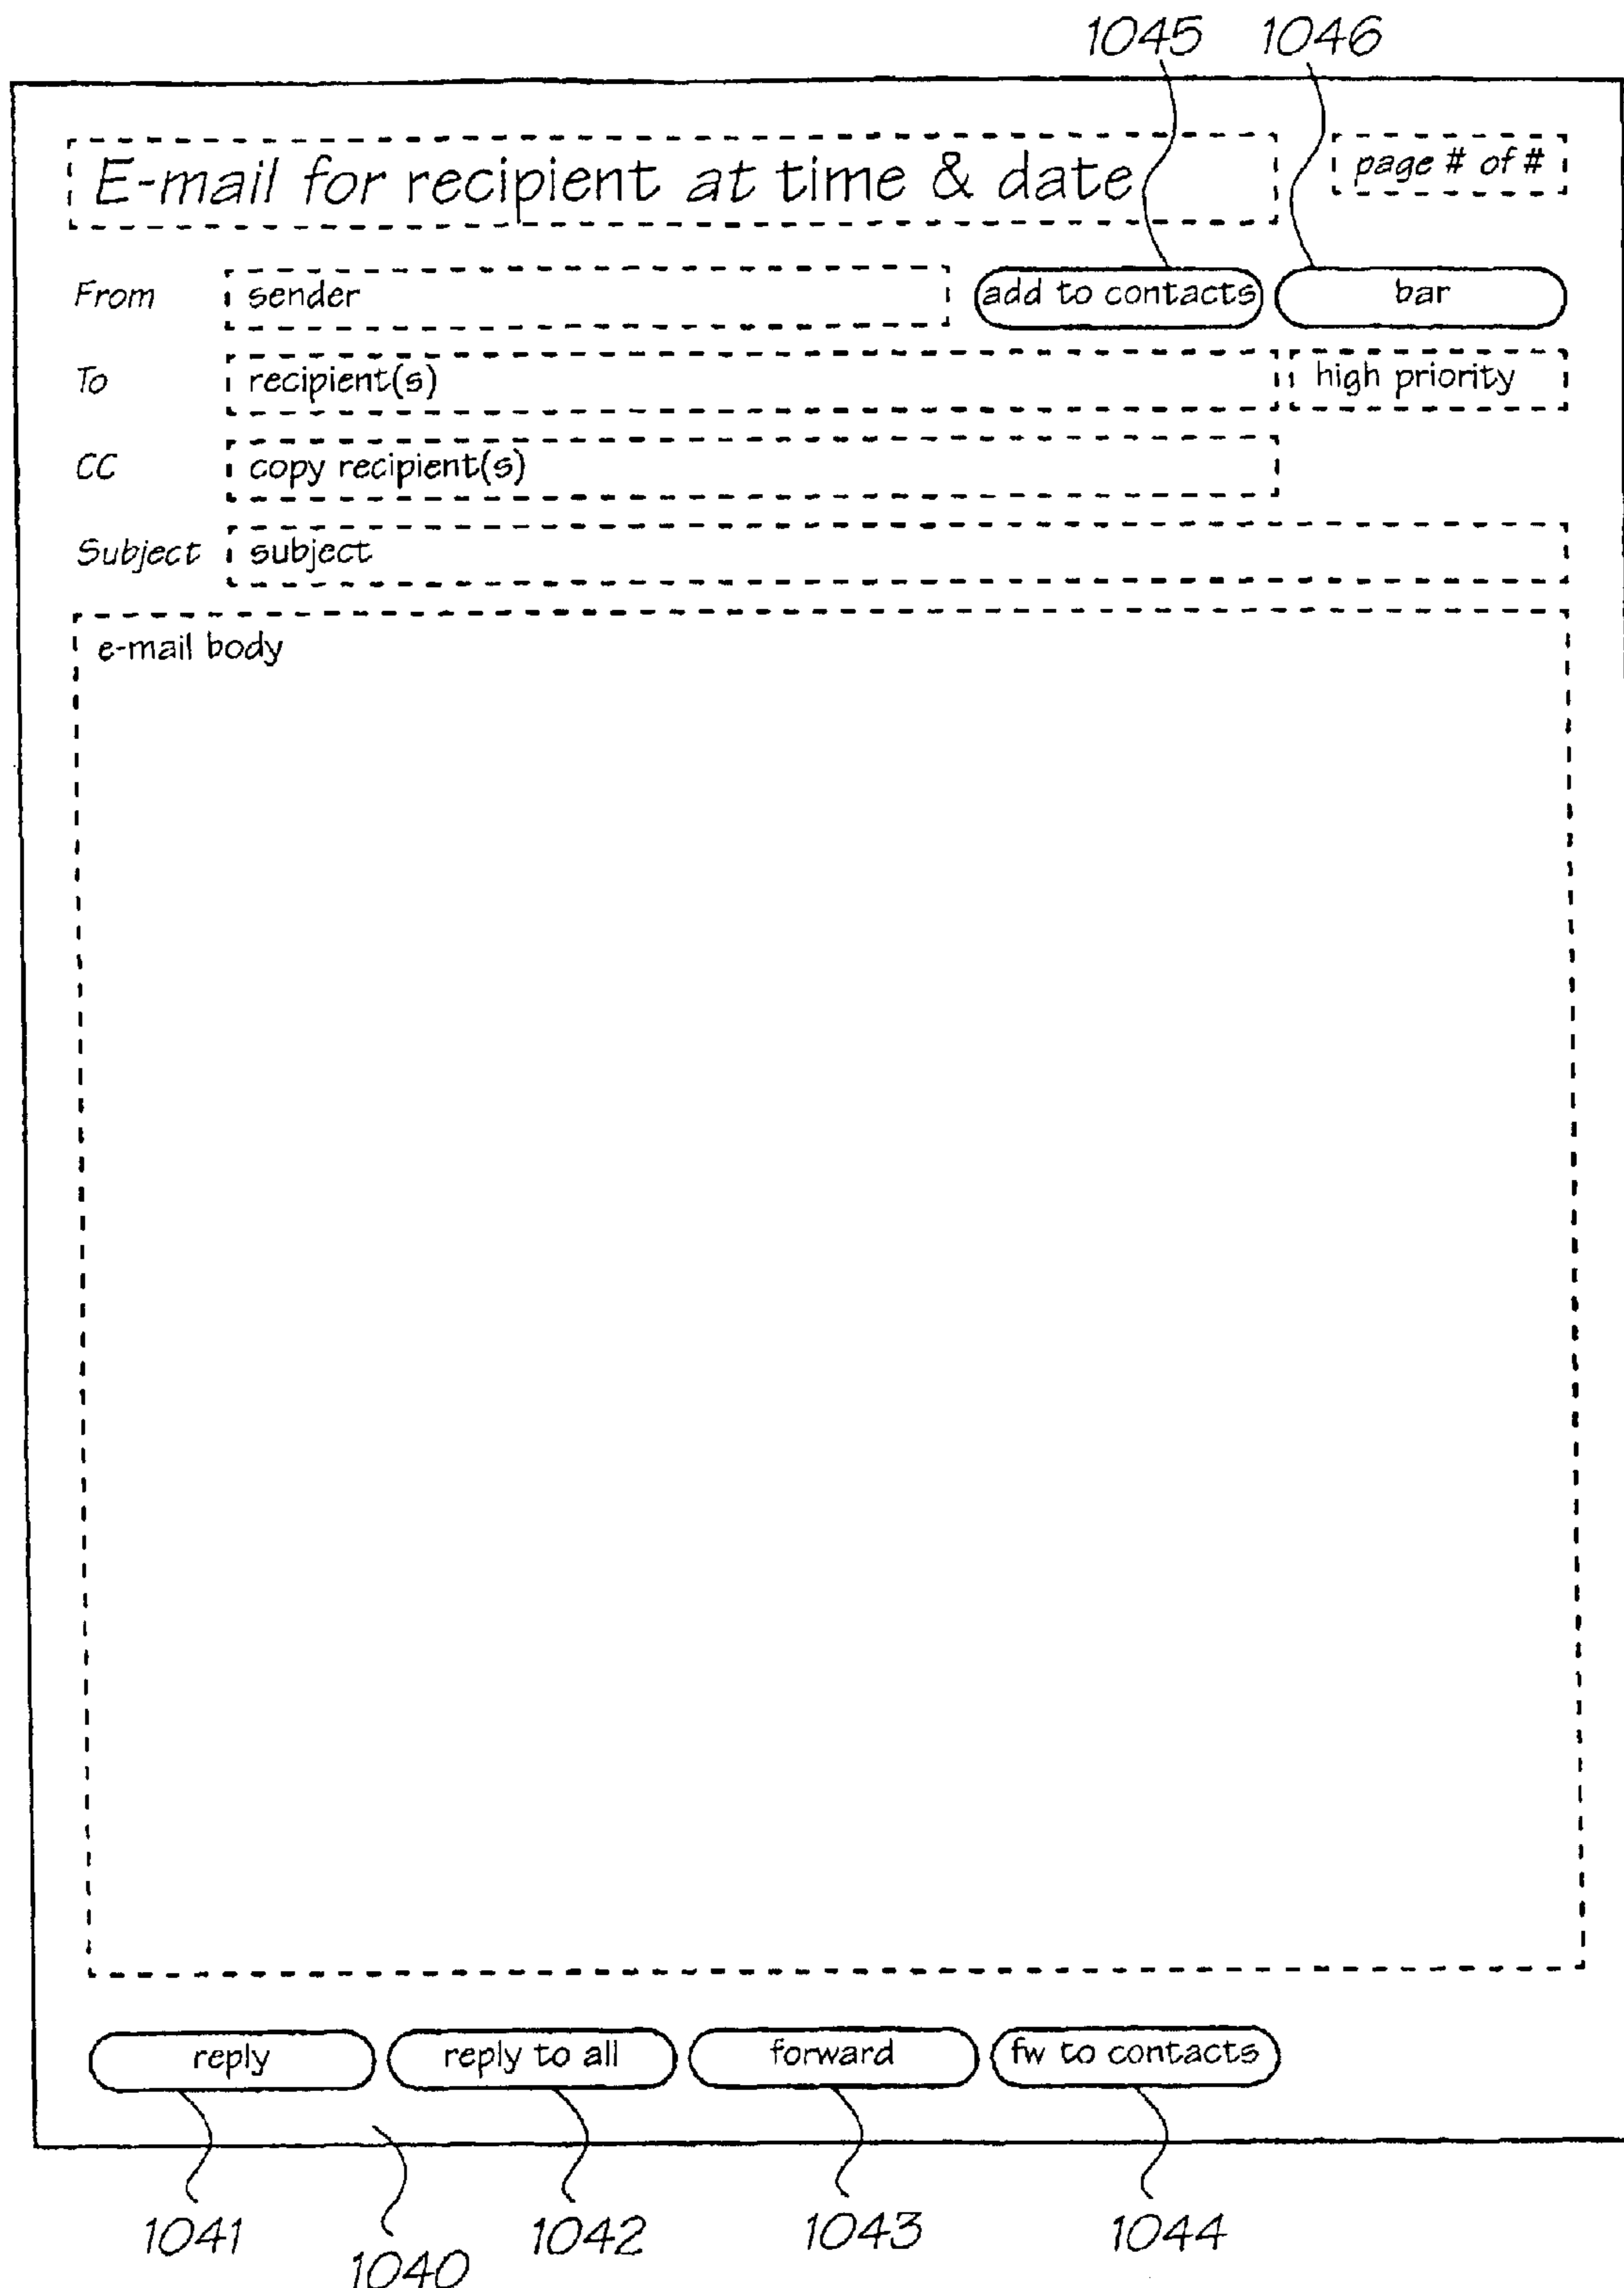 1045 1046
E-mail for recipient at time & date page # of #
From sender add to contacts bar
To recipient(s) high priority
CC copy recipient(s)
Subject subject
e-mail body
reply reply to all forward fw to contacts
1041 1040 1042 1043 1044